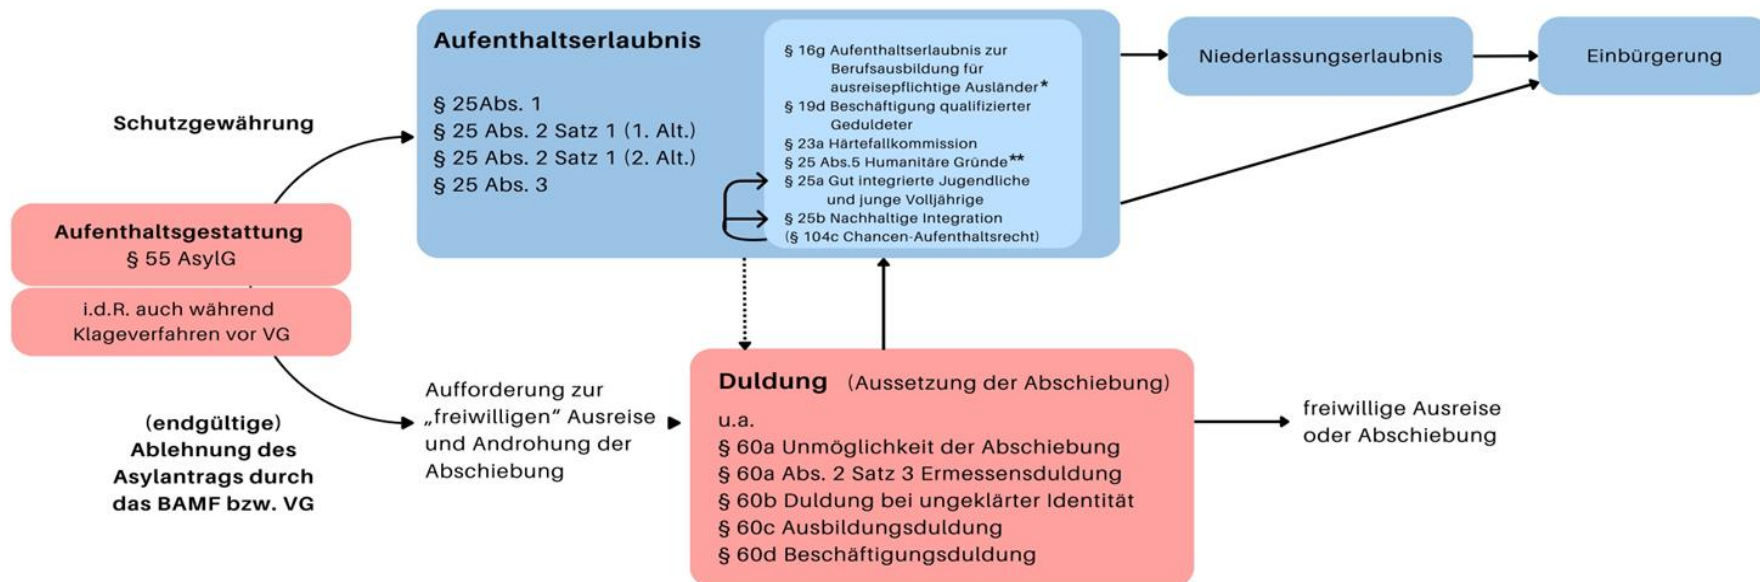 Schutzgewährung
Aufenthaltsgestattung
§ 55 AsylG
i.d.R. auch während
Klageverfahren vor VG
(endgültige)
Ablehnung des
Asylantrags durch
das BAMF bzw. VG
Aufenthaltserlaubnis
§ 25Abs. 1
§ 25 Abs. 2 Satz 1 (1. Alt.)
§ 25 Abs. 2 Satz 1 (2. Alt.)
§ 25 Abs. 3
§ 16g Aufenthaltserlaubnis zur
Berufsausbildung für
ausreisepflichtige Ausländer*
§ 19d Beschäftigung qualifizierter
Geduldeter
§ 23a Härtefallkommission
§ 25 Abs.5 Humanitäre Gründe**
§ 25a Gut integrierte Jugendliche
und junge Volljährige
§ 25b Nachhaltige Integration
(§ 104c Chancen-Aufenthaltsrecht)
Niederlassungserlaubnis
Einbürgerung
Aufforderung zur
„freiwilligen“ Ausreise
und Androhung der
Abschiebung
Duldung (Aussetzung der Abschiebung)
u.a.
§ 60a Unmöglichkeit der Abschiebung
§ 60a Abs. 2 Satz 3 Ermessensduldung
§ 60b Duldung bei ungeklärter Identität
§ 60c Ausbildungsduldung
§ 60d Beschäftigungsduldung
freiwillige Ausreise
oder Abschiebung